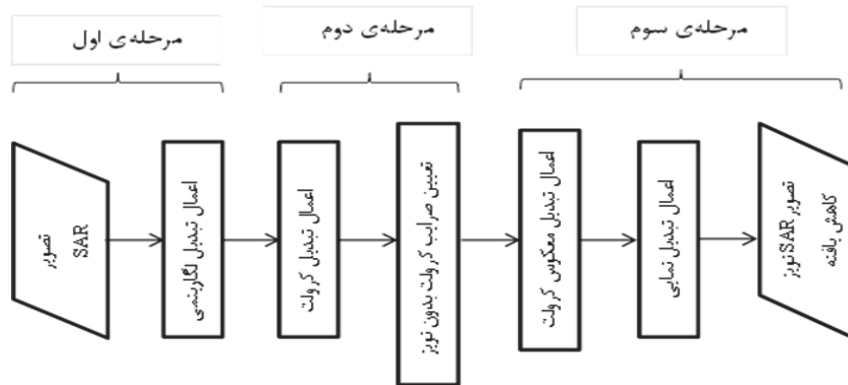 مرحله‌ی اول
مرحله‌ی دوم
مرحله‌ی سوم
تصویر
SAR
اعمال تبدیل لگاریتمی
اعمال تبدیل کرولت
تعیین ضرایب کرولت بدون نویز
اعمال تبدیل معکوس کرولت
اعمال تبدیل نمایی
تصویر SAR نویز
کاهش یافته